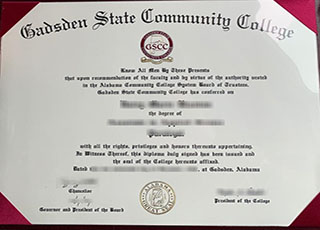 Gadsden State Community College
GSCC
Know All Men By These Presents
that upon recommendation of the faculty and by virtue of the authority vested
in the Alabama Community College System Board of Trustees,
Gadsden State Community College has conferred on
the degree of
with all the rights, privileges and honors thereunto appertaining.
In Witness Thereof, this diploma duly signed has been issued and
the seal of the College hereunto affixed.
Dated at Gadsden, Alabama
Chancellor
Governor and President of the Board
President of the College